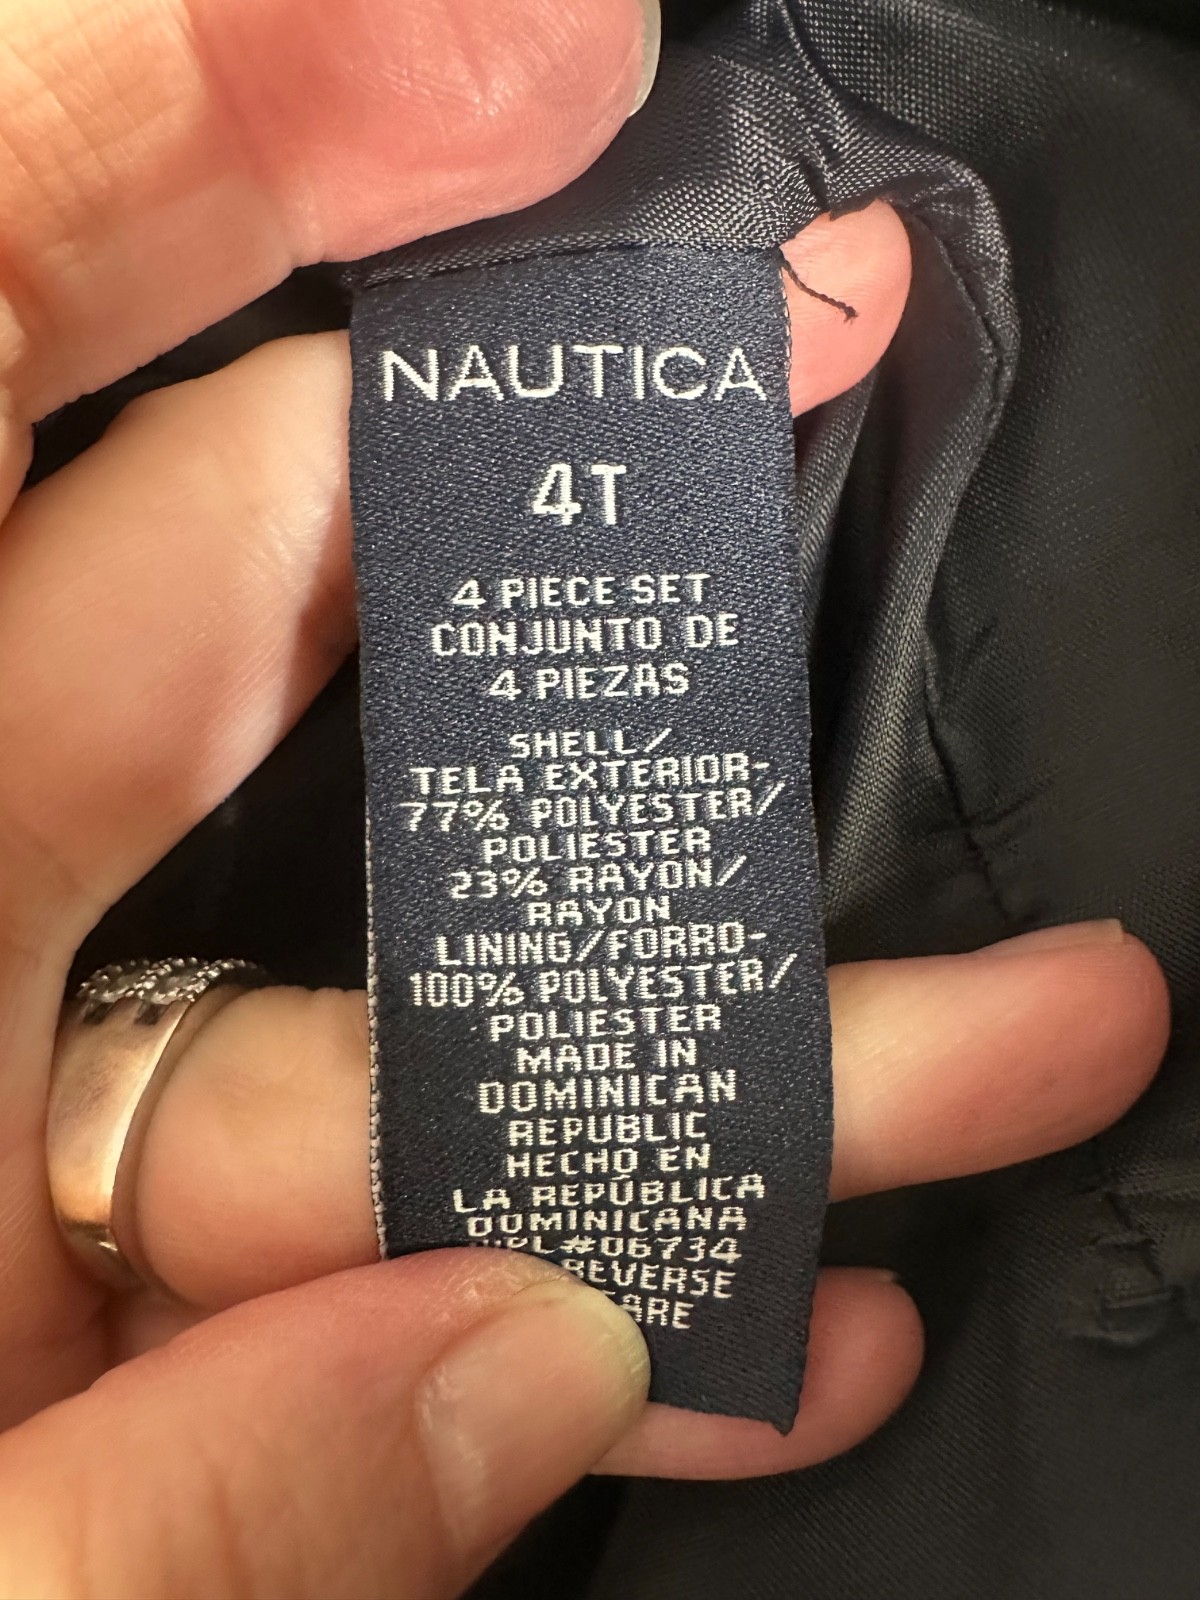 NAUTICA
4T
4 PIECE SET
CONJUNTO DE
4 PIEZAS
SHELL/
TELA EXTERIOR-
77% POLYESTER/
POLIESTER
23% RAYON/
RAYON
LINING/FORRO-
100% POLYESTER/
POLIESTER
MADE IN
DOMINICAN
REPUBLIC
HECHO EN
LA REPÚBLICA
DOMINICANA
#06734
REVERSE